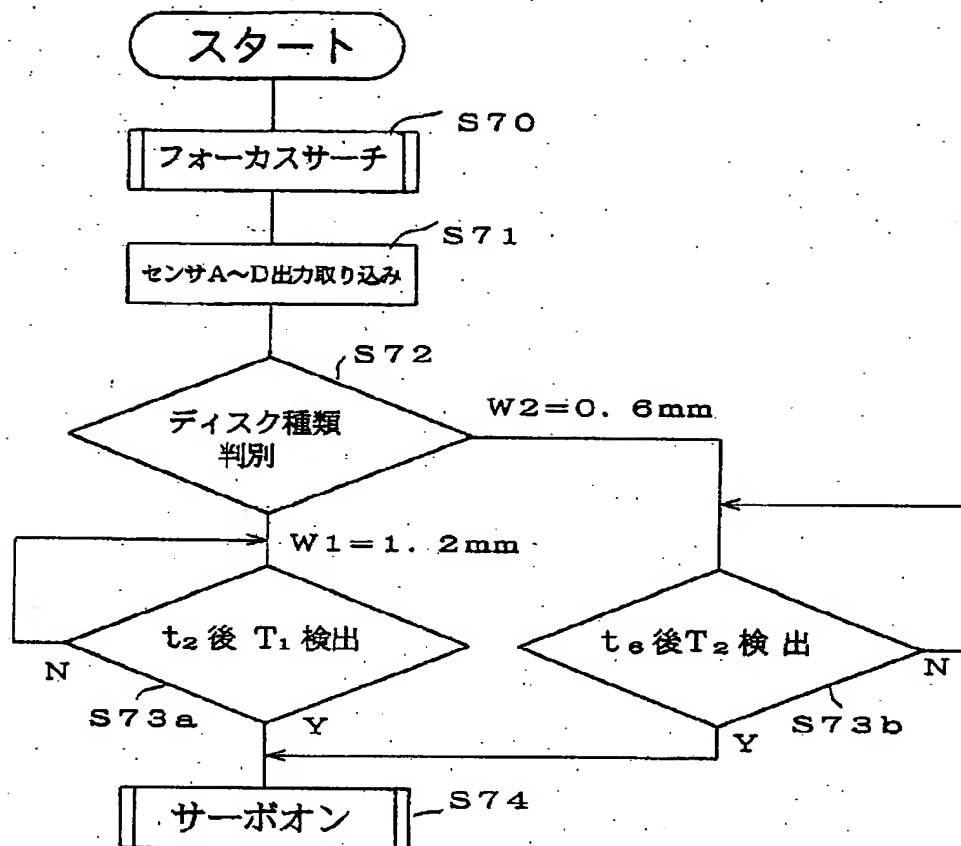 スタート
S70
フォーカスサーチ
S71
センサA～D出力取り込み
S72
ディスク種類
判別
W2=0. 6mm
W1=1. 2mm
t₂後 T₁検出
N
S73a
Y
t₆後T₂検出
N
S73b
Y
サーボオン
S74